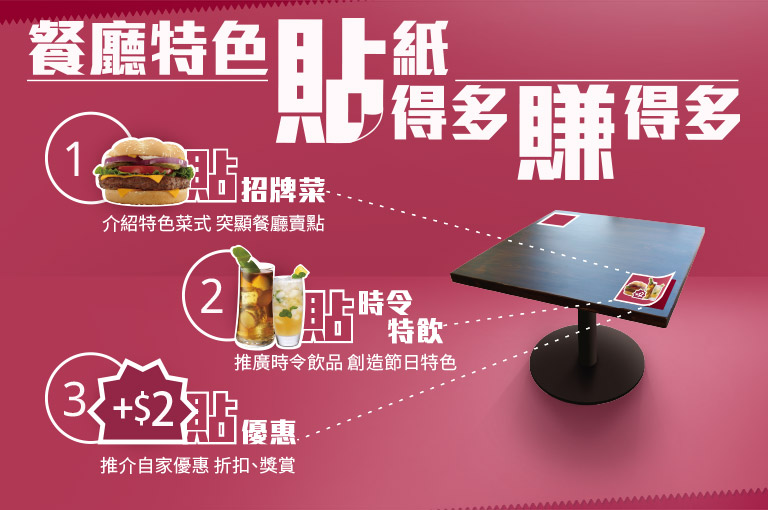 餐廳特色貼紙
得多賺得多
1
貼招牌菜
介紹特色菜式 突顯餐廳賣點
2
貼時令
特飲
推廣時令飲品 創造節日特色
3
+$2
貼優惠
推介自家優惠 折扣、獎賞